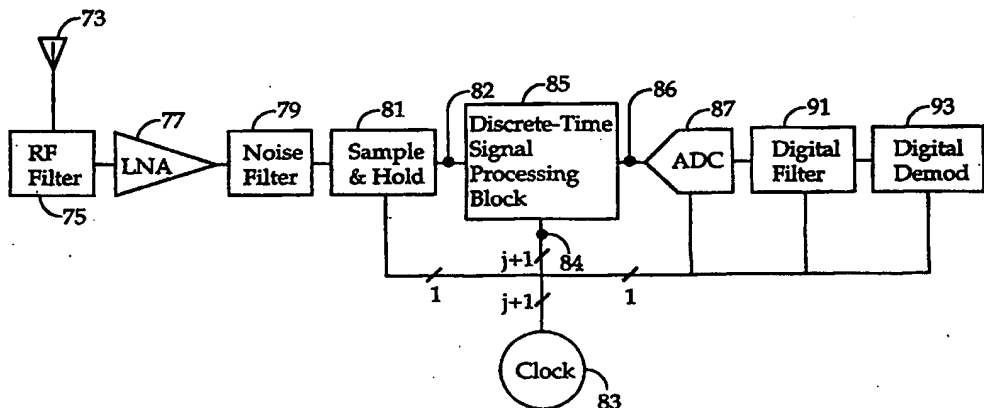 73
77
79
81
82
85
86
87
91
93
RF
Filter
LNA
Noise
Filter
Sample
& Hold
Discrete-Time
Signal
Processing
Block
ADC
Digital
Filter
Digital
Demod
75
j+1
84
1
1
j+1
Clock
83